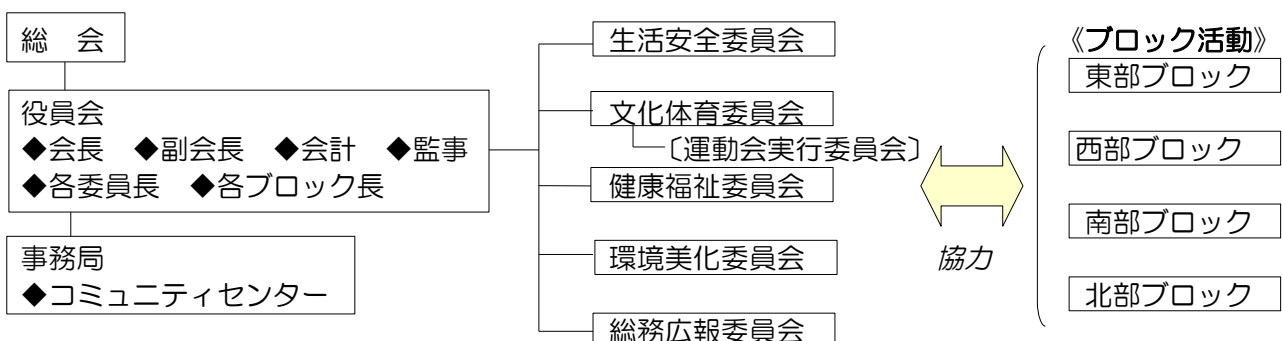 総　会
役員会
◆会長　◆副会長　◆会計　◆監事
◆各委員長　◆各ブロック長
事務局
◆コミュニティセンター
生活安全委員会
文化体育委員会
〔運動会実行委員会〕
健康福祉委員会
環境美化委員会
総務広報委員会
協力
《ブロック活動》
東部ブロック
西部ブロック
南部ブロック
北部ブロック